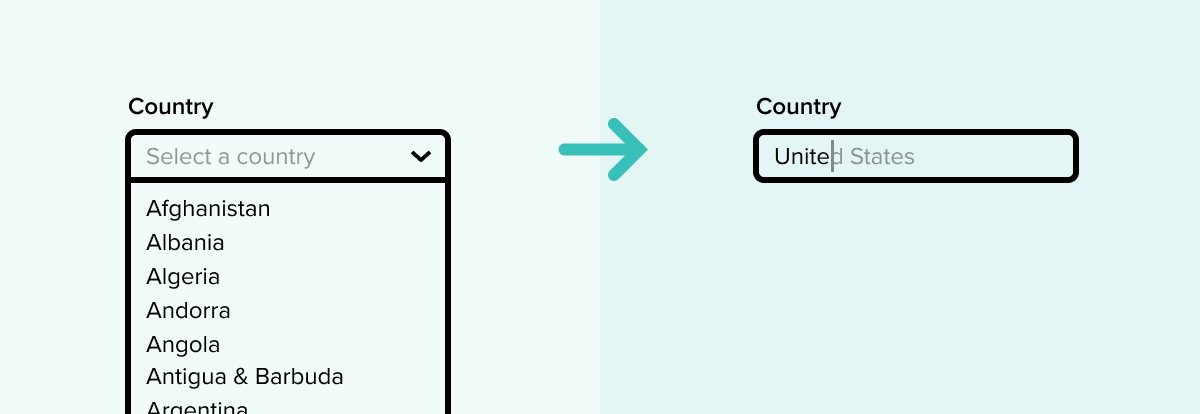 Country
Select a country
Afghanistan
Albania
Algeria
Andorra
Angola
Antigua & Barbuda
Argentina
Country
United States